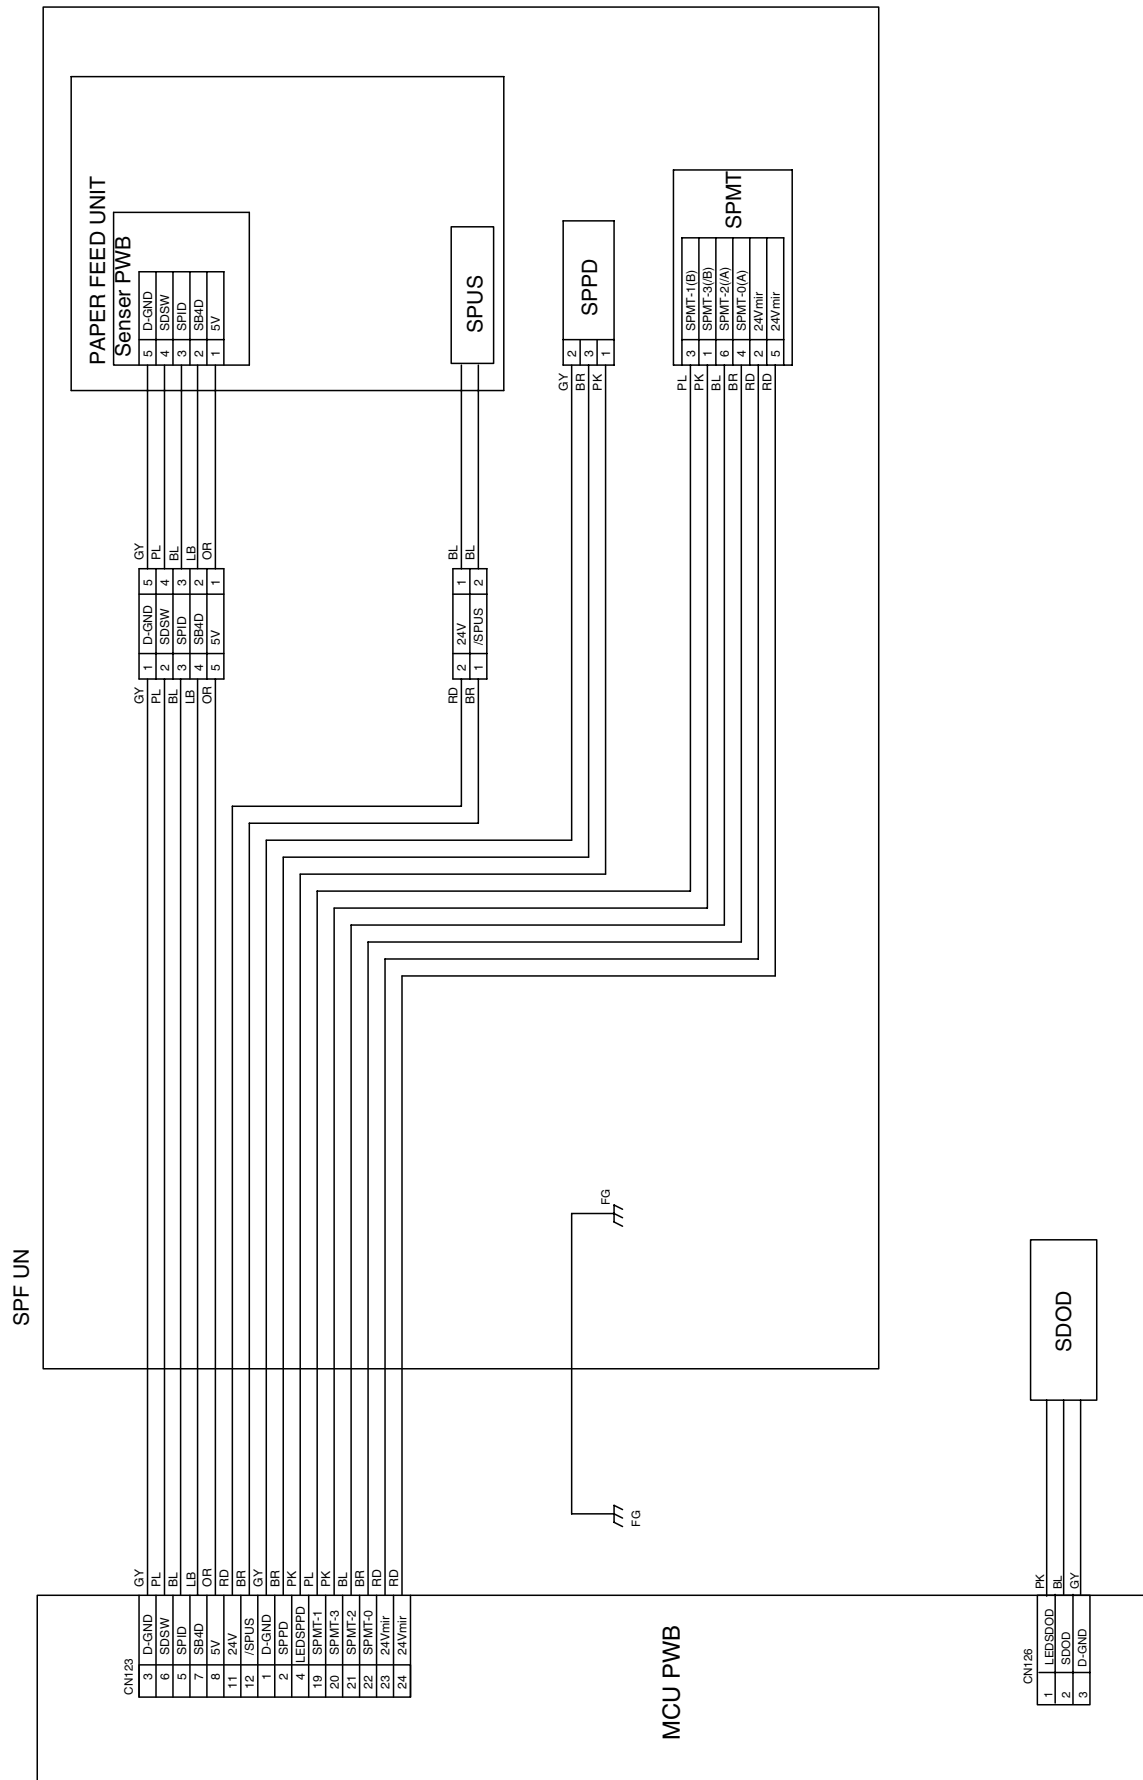 SPF UN
PAPER FEED UNIT
Senser PWB
5 D-GND
4 SDSW
3 SPID
2 SB4D
1 5V
SPUS
SPPD
GY 2
BR 3
PK 1
SPMT
PL 3 SPMT-1(B)
PK 1 SPMT-3(/B)
BL 6 SPMT-2(/A)
BR 4 SPMT-0(A)
RD 2 24Vmir
RD 5 24Vmir
GY 1 D-GND 5 GY
PL 2 SDSW 4 PL
BL 3 SPID 3 BL
LB 4 SB4D 2 LB
OR 5 5V 1 OR
RD 2 24V 1 BL
BR 1 /SPUS 2 BL
FG
FG
MCU PWB
CN123
3 D-GND GY
6 SDSW PL
5 SPID BL
7 SB4D LB
8 5V OR
11 24V RD
12 /SPUS BR
1 D-GND GY
2 SPPD BR
4 LEDSPPD PK
19 SPMT-1 PL
20 SPMT-3 PK
21 SPMT-2 BL
22 SPMT-0 BR
23 24Vmir RD
24 24Vmir RD
SDOD
CN126
1 LEDSDOD PK
2 SDOD BL
3 D-GND GY